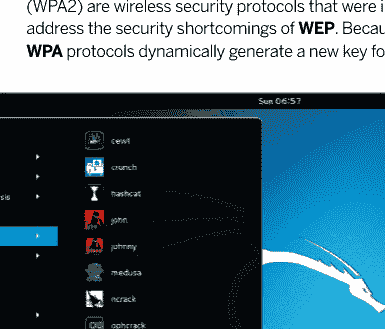 (WPA2) are wireless security protocols that were i
address the security shortcomings of WEP. Becau
WPA protocols dynamically generate a new key fo
Sun 06:57
cewl
crunch
hashcat
sis
john
johnny
medusa
ncrack
ophcrack